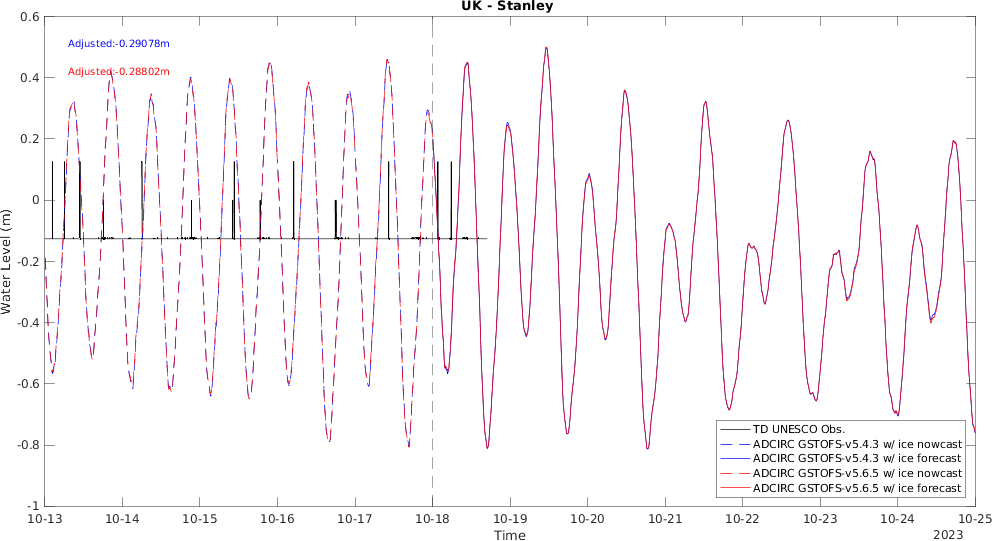 UK - Stanley
Adjusted:-0.29078m
Adjusted:-0.28802m
Water Level (m)
0.6
0.4
0.2
0
-0.2
-0.4
-0.6
-0.8
-1
TD UNESCO Obs.
ADCIRC GSTOFS-v5.4.3 w/ ice nowcast
ADCIRC GSTOFS-v5.4.3 w/ ice forecast
ADCIRC GSTOFS-v5.6.5 w/ ice nowcast
ADCIRC GSTOFS-v5.6.5 w/ ice forecast
10-13 10-14 10-15 10-16 10-17 10-18 10-19 10-20 10-21 10-22 10-23 10-24 10-25
Time
2023